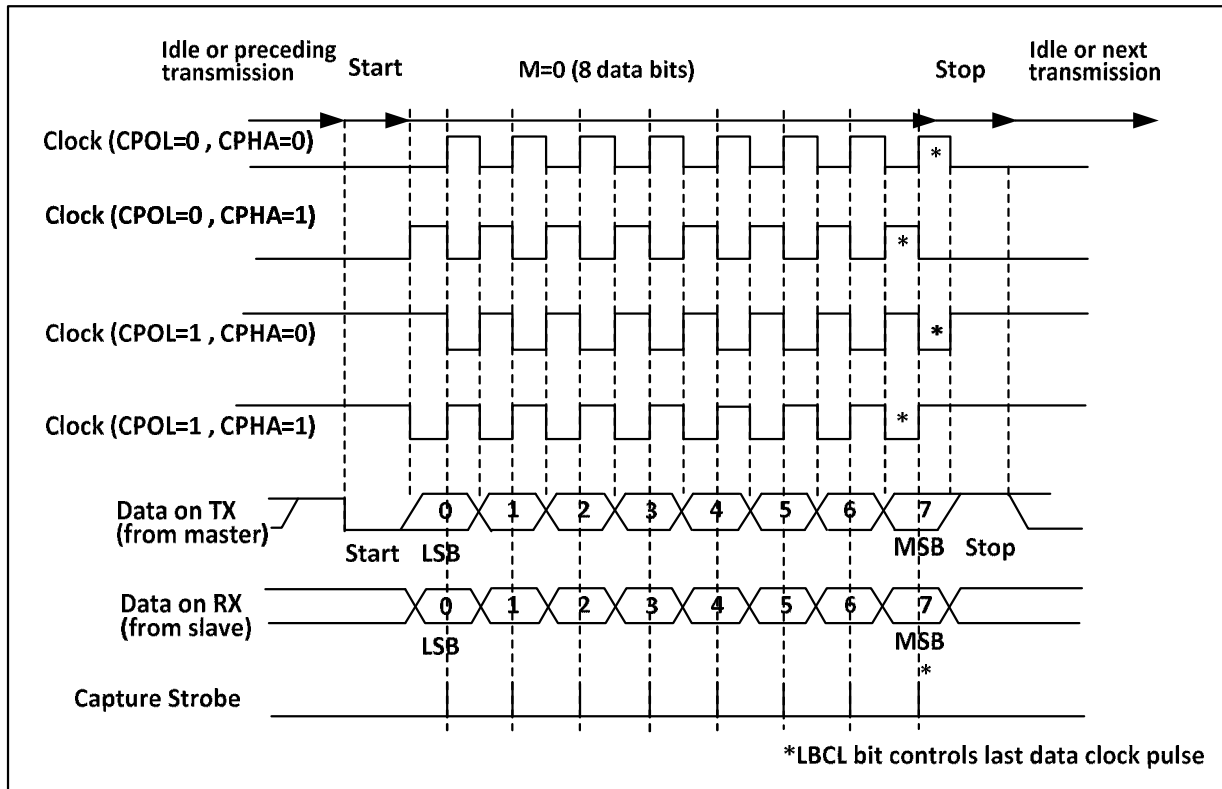 Idle or preceding
transmission
Start
M=0 (8 data bits)
Stop
Idle or next
transmission
Clock (CPOL=0 , CPHA=0)
*
Clock (CPOL=0 , CPHA=1)
*
Clock (CPOL=1 , CPHA=0)
*
Clock (CPOL=1 , CPHA=1)
*
Data on TX
(from master)
0 1 2 3 4 5 6 7
Start LSB MSB Stop
Data on RX
(from slave)
0 1 2 3 4 5 6 7
LSB MSB
*
Capture Strobe
*LBCL bit controls last data clock pulse